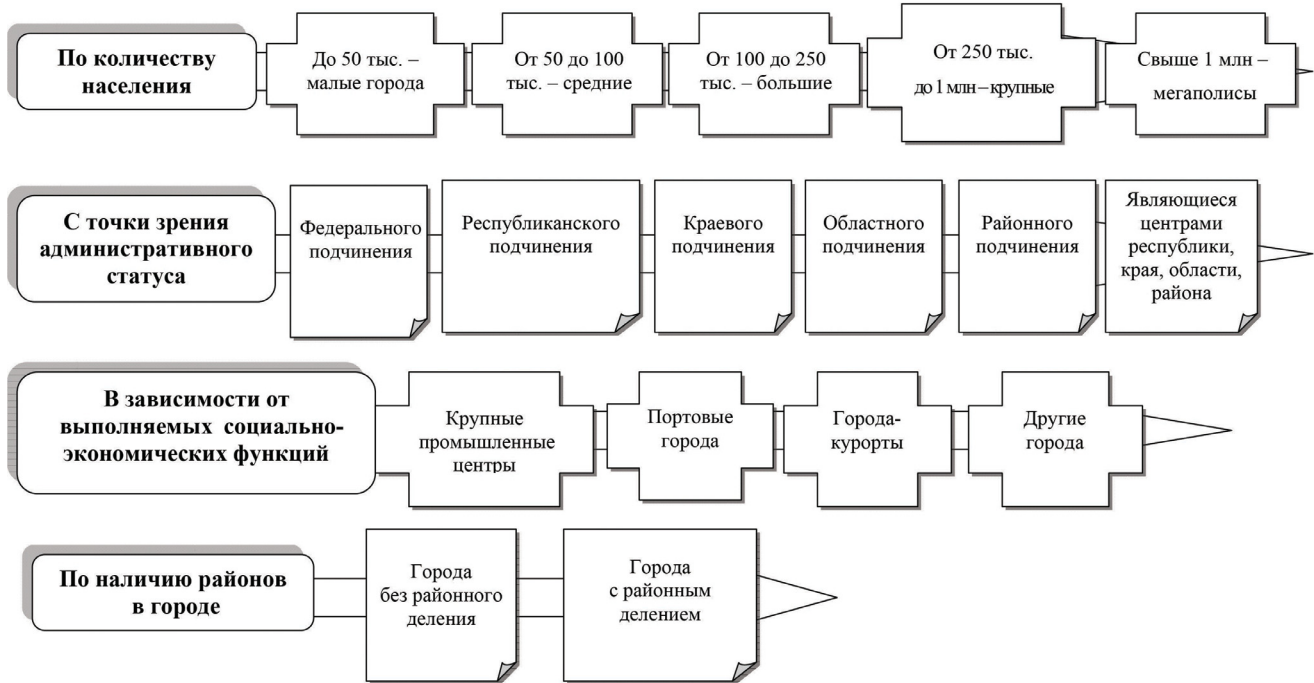 По количеству
населения
До 50 тыс. –
малые города
От 50 до 100
тыс. – средние
От 100 до 250
тыс. – большие
От 250 тыс.
до 1 млн – крупные
Свыше 1 млн –
мегаполисы
С точки зрения
административного
статуса
Федерального
подчинения
Республиканского
подчинения
Краевого
подчинения
Областного
подчинения
Районного
подчинения
Являющиеся
центрами
республики,
края, области,
района
В зависимости от
выполняемых социально-
экономических функций
Крупные
промышленные
центры
Портовые
города
Города-
курорты
Другие
города
По наличию районов
в городе
Города
без районного
деления
Города
с районным
делением